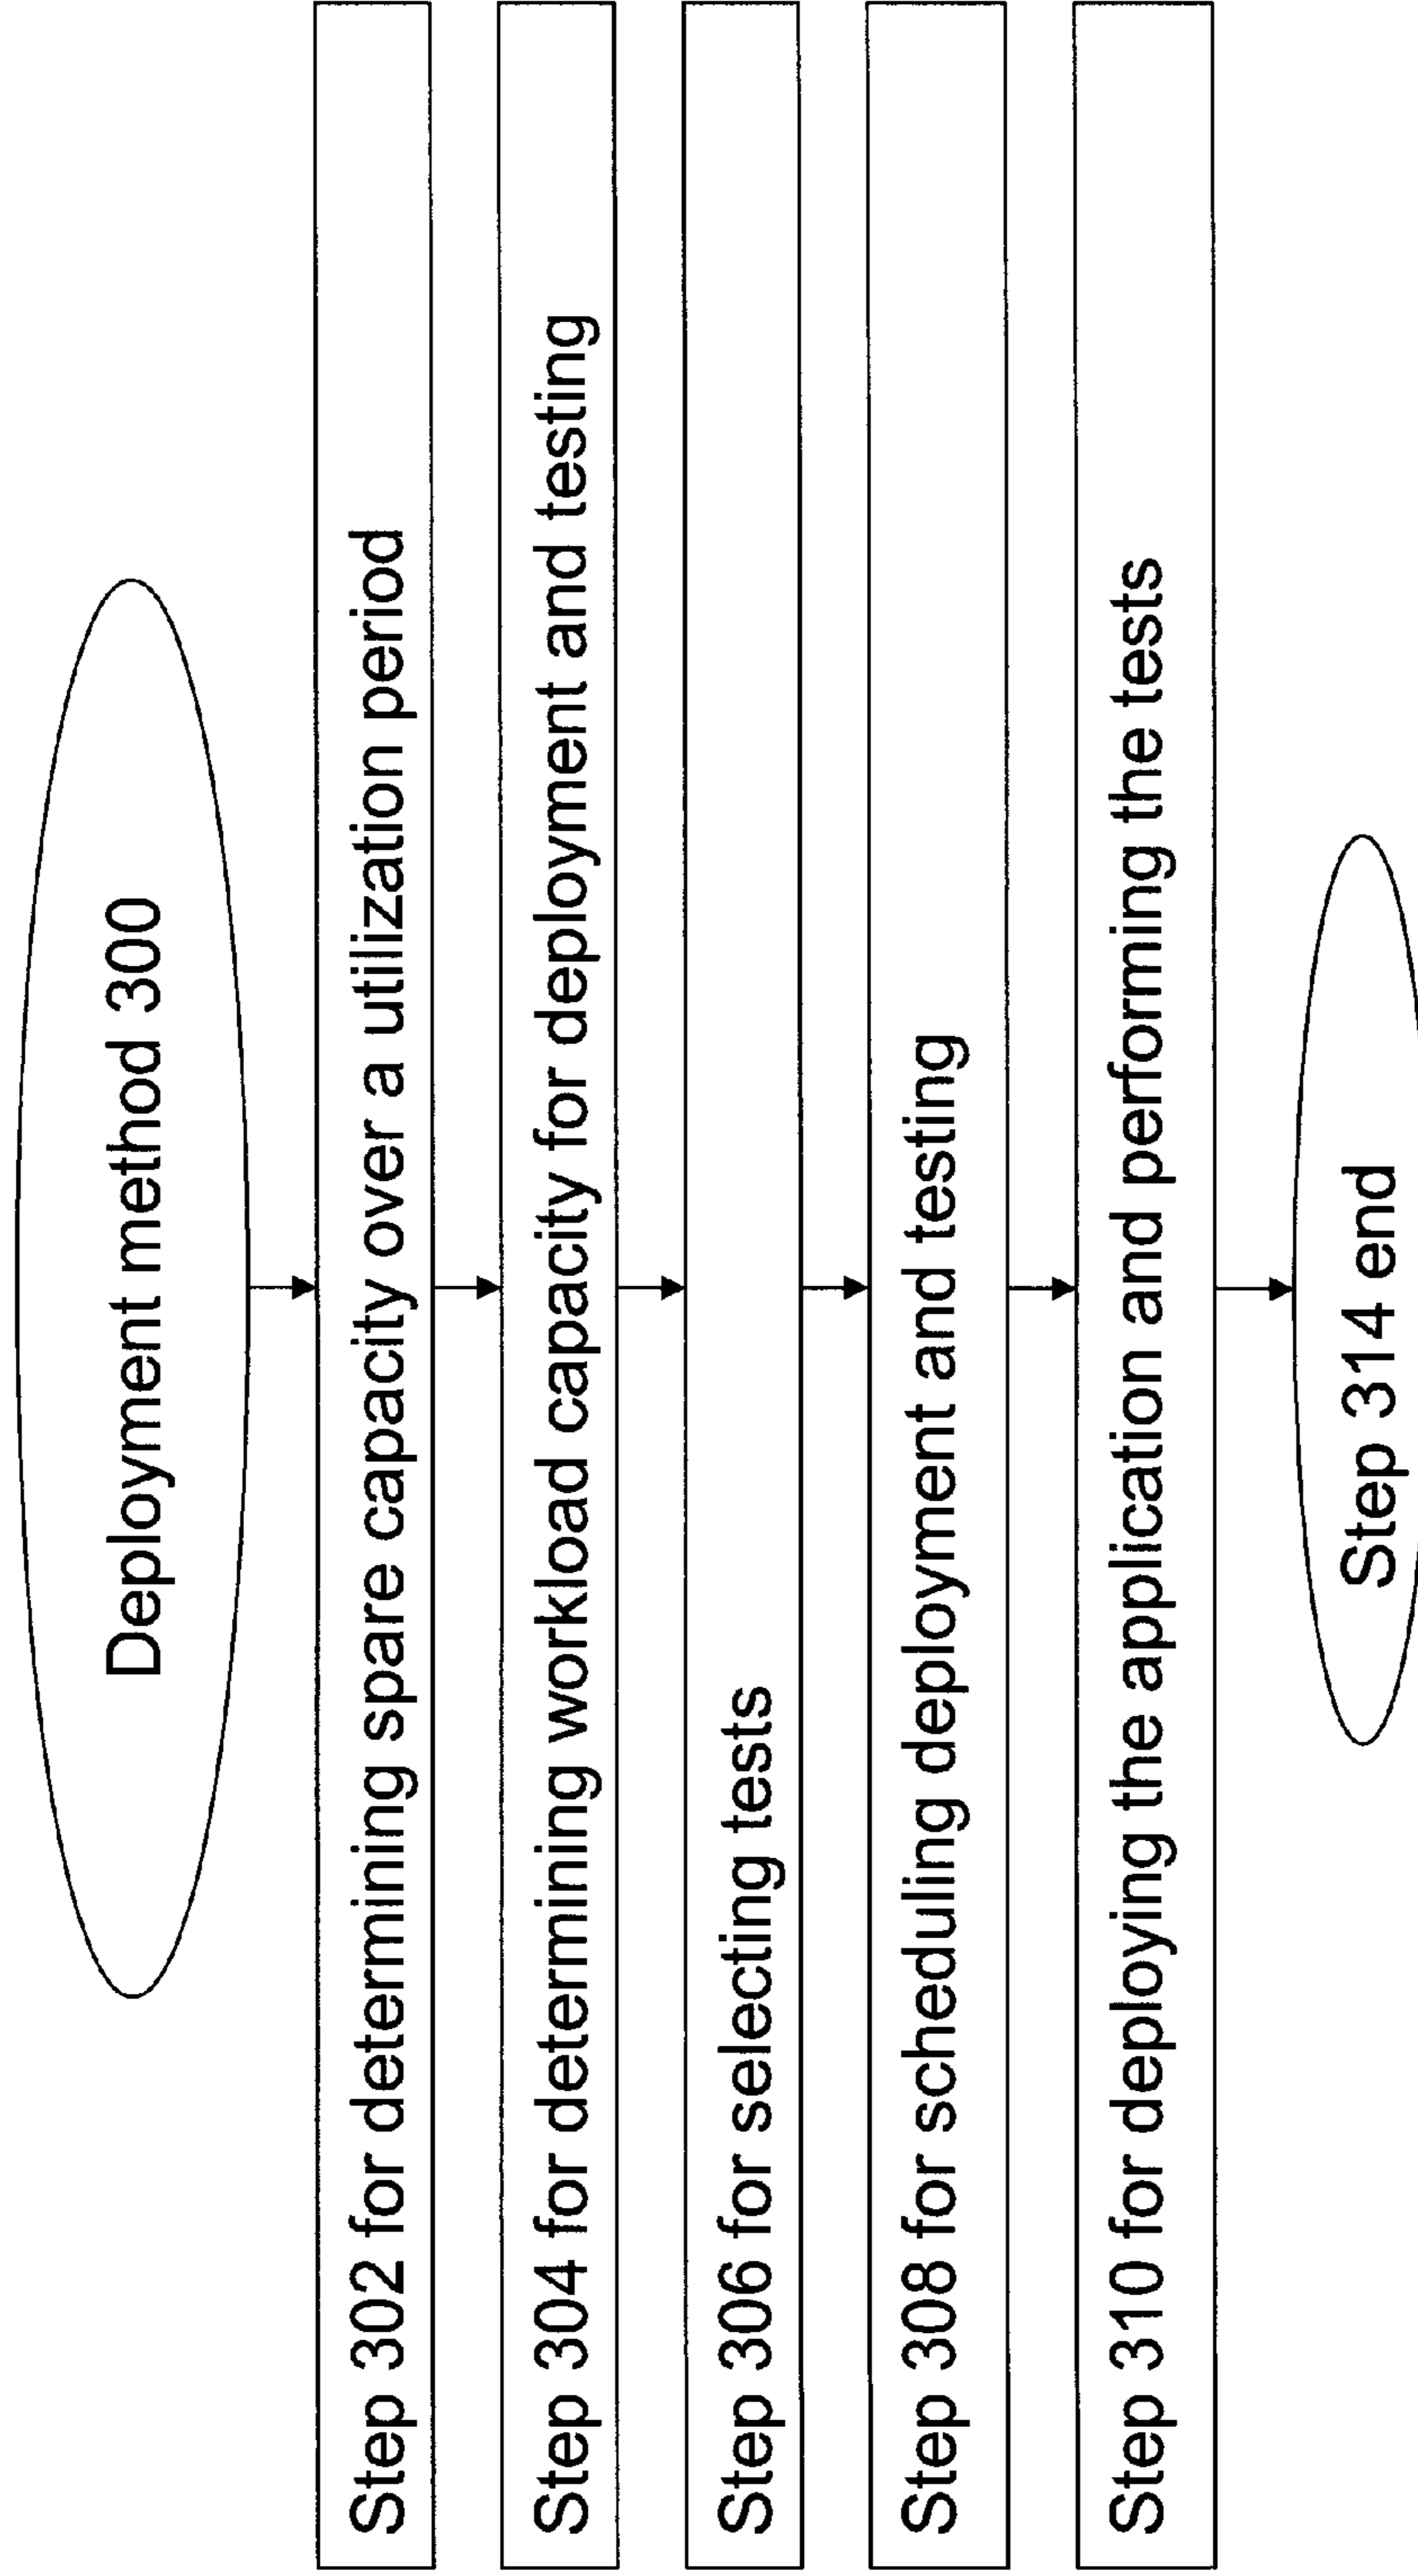 Deployment method 300
Step 302 for determining spare capacity over a utilization period
Step 304 for determining workload capacity for deployment and testing
Step 306 for selecting tests
Step 308 for scheduling deployment and testing
Step 310 for deploying the application and performing the tests
Step 314 end